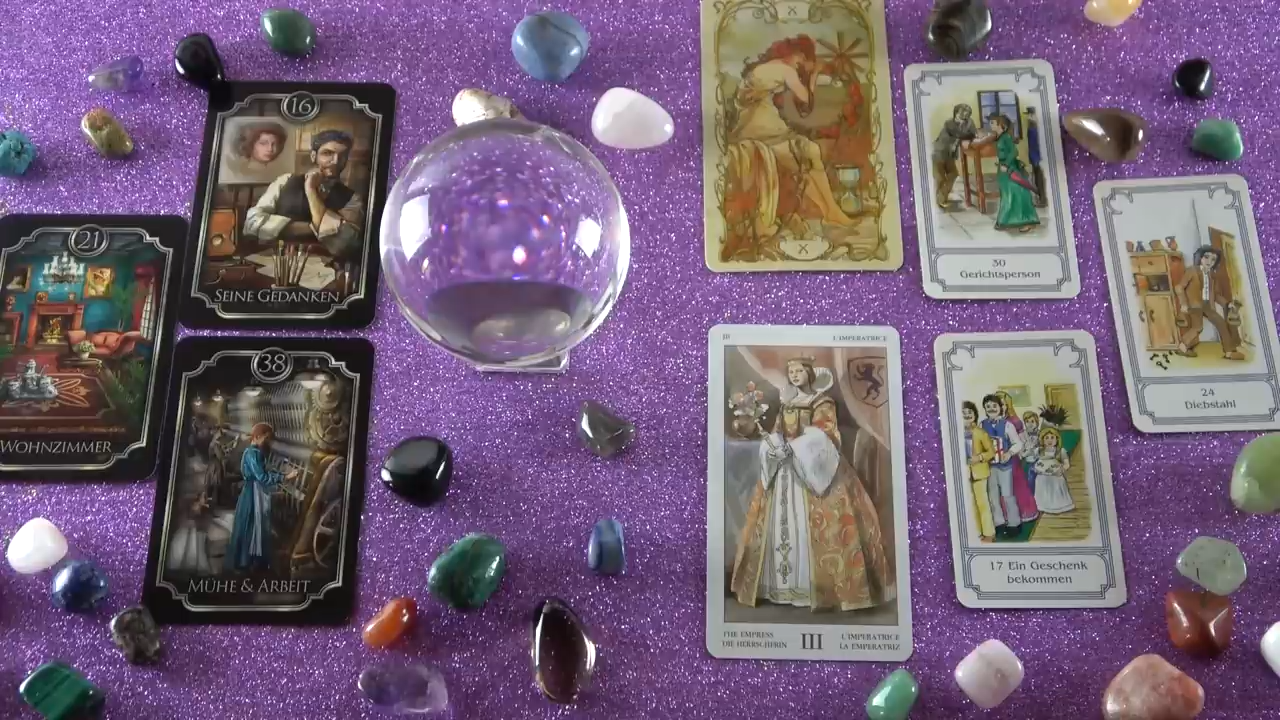 16
SEINE GEDANKEN
21
WOHNZIMMER
38
MÜHE & ARBEIT
X
X
30
Gerichtsperson
24
Diebstahl
III
L'IMPERATRICE
THE EMPRESS
DIE HERRSCHERIN
III
L'IMPERATRICE
LA EMPERATRIZ
17 Ein Geschenk
bekommen